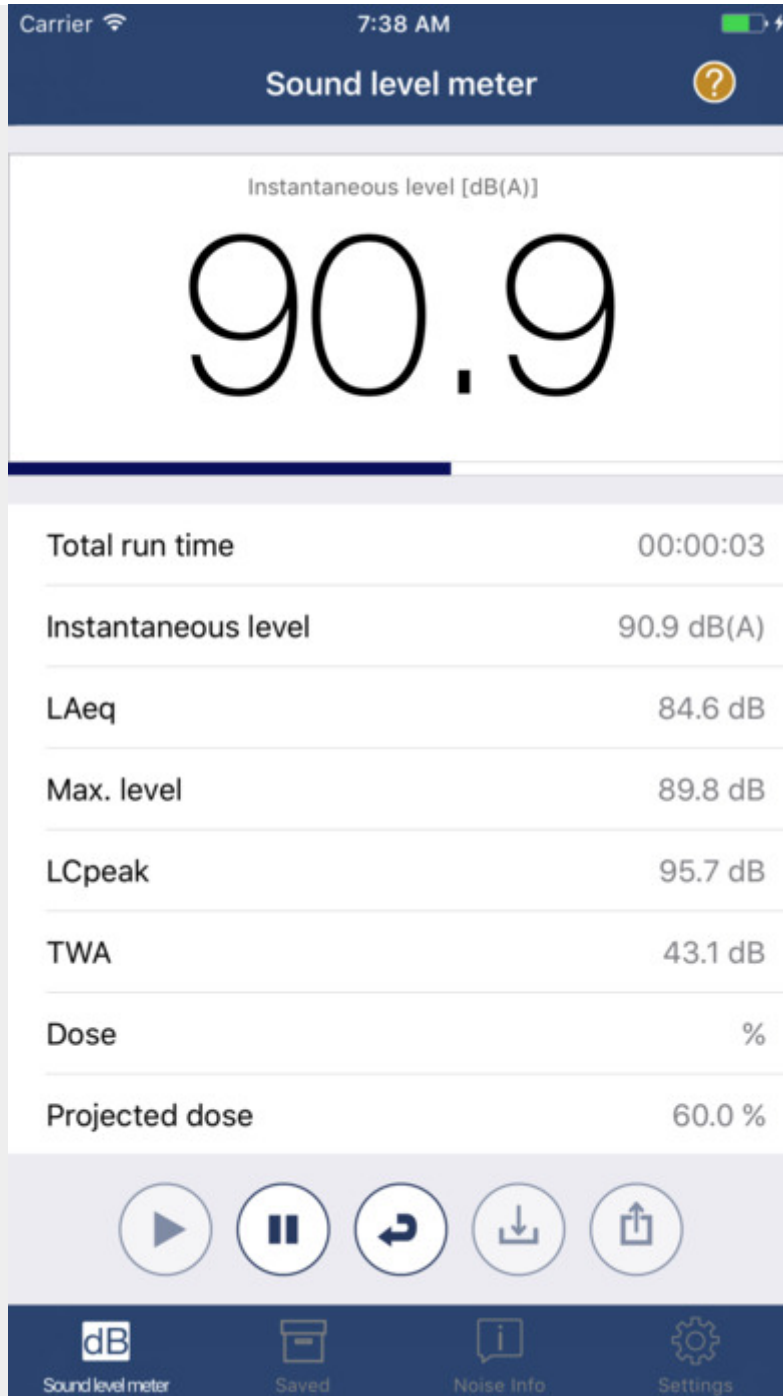 Carrier 7:38 AM
Sound level meter ?
Instantaneous level [dB(A)]
90.9
Total run time 00:00:03
Instantaneous level 90.9 dB(A)
LAeq 84.6 dB
Max. level 89.8 dB
LCpeak 95.7 dB
TWA 43.1 dB
Dose %
Projected dose 60.0 %
dB i
Sound level meter Saved Noise Info Settings